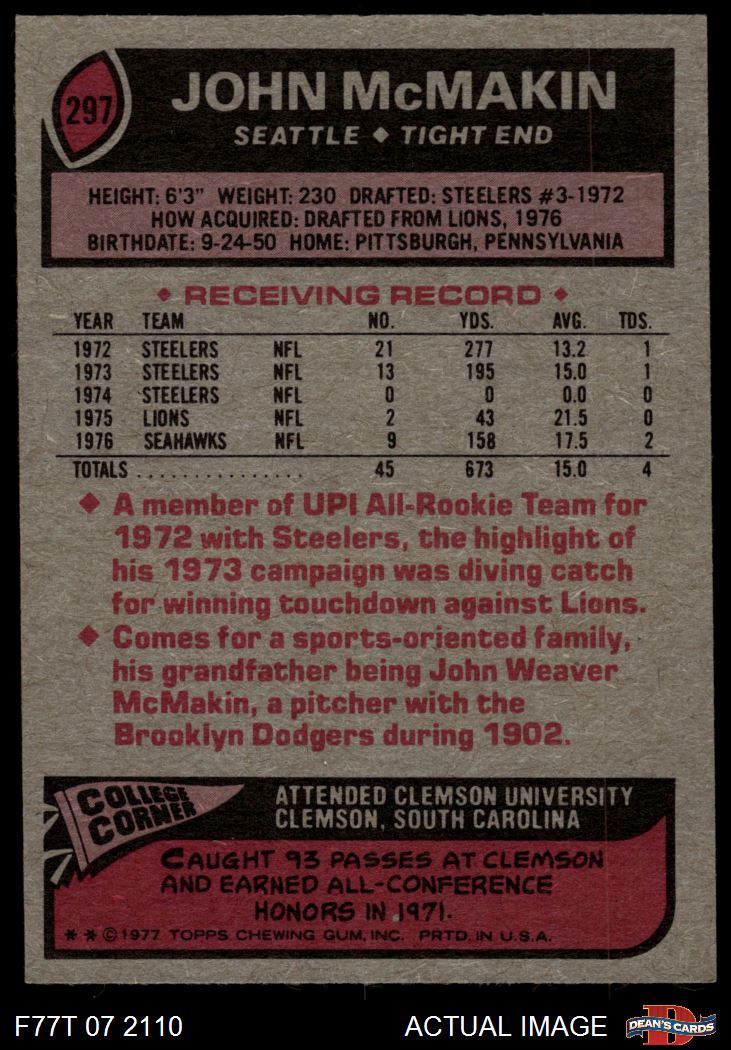 297
JOHN McMAKIN
SEATTLE ◆ TIGHT END
HEIGHT: 6'3" WEIGHT: 230 DRAFTED: STEELERS #3-1972
HOW ACQUIRED: DRAFTED FROM LIONS, 1976
BIRTHDATE: 9-24-50 HOME: PITTSBURGH, PENNSYLVANIA
◆ RECEIVING RECORD ◆
YEAR TEAM NO. YDS. AVG. TDS.
1972 STEELERS NFL 21 277 13.2 1
1973 STEELERS NFL 13 195 15.0 1
1974 STEELERS NFL 0 0 0.0 0
1975 LIONS NFL 2 43 21.5 0
1976 SEAHAWKS NFL 9 158 17.5 2
TOTALS ................ 45 673 15.0 4
◆ A member of UPI All-Rookie Team for
1972 with Steelers, the highlight of
his 1973 campaign was diving catch
for winning touchdown against Lions.
◆ Comes for a sports-oriented family,
his grandfather being John Weaver
McMakin, a pitcher with the
Brooklyn Dodgers during 1902.
COLLEGE
CORNER
ATTENDED CLEMSON UNIVERSITY
CLEMSON, SOUTH CAROLINA
CAUGHT 93 PASSES AT CLEMSON
AND EARNED ALL-CONFERENCE
HONORS IN 1971.
* * © 1977 TOPPS CHEWING GUM, INC. PRTD. IN U.S.A.
F77T 07 2110
ACTUAL IMAGE
D
DEAN'S CARDS